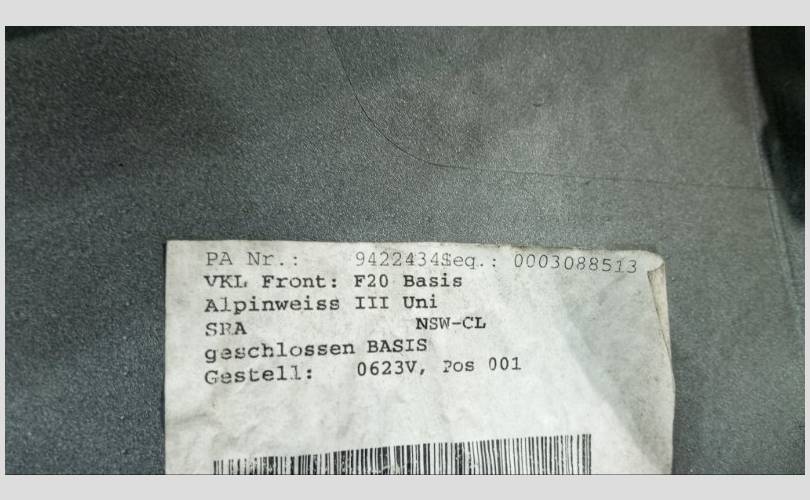 PA Nr.: 9422434Seq.: 0003088513
VKL Front: F20 Basis
Alpinweiss III Uni
SRA NSW-CL
geschlossen BASIS
Gestell: 0623V, Pos 001